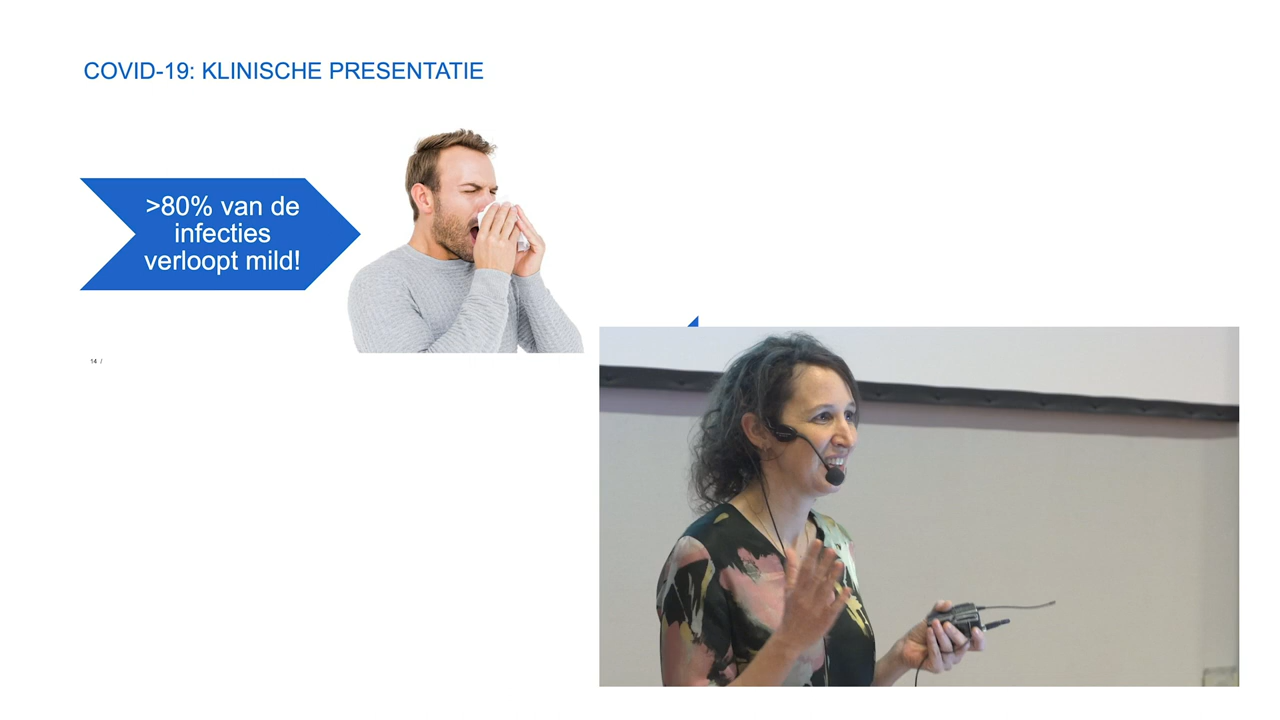 COVID-19: KLINISCHE PRESENTATIE
>80% van de
infecties
verloopt mild!
14 /